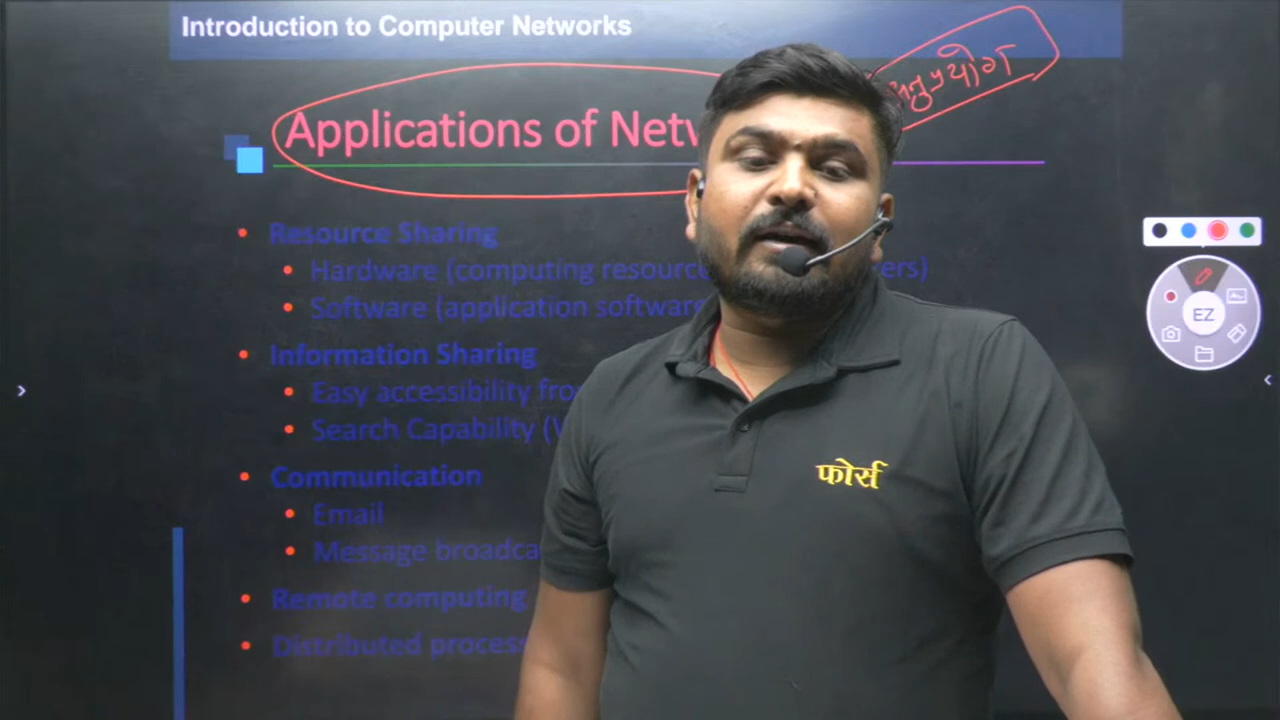 Introduction to Computer Networks
अनुप्रयोग
Applications of Netw
Resource Sharing
Hardware (computing resourc ers)
Software (application software
Information Sharing
Easy accessibility fro
Search Capability (
Communication
Email
Message broadca
Remote computing
Distributed process
EZ
फोर्स